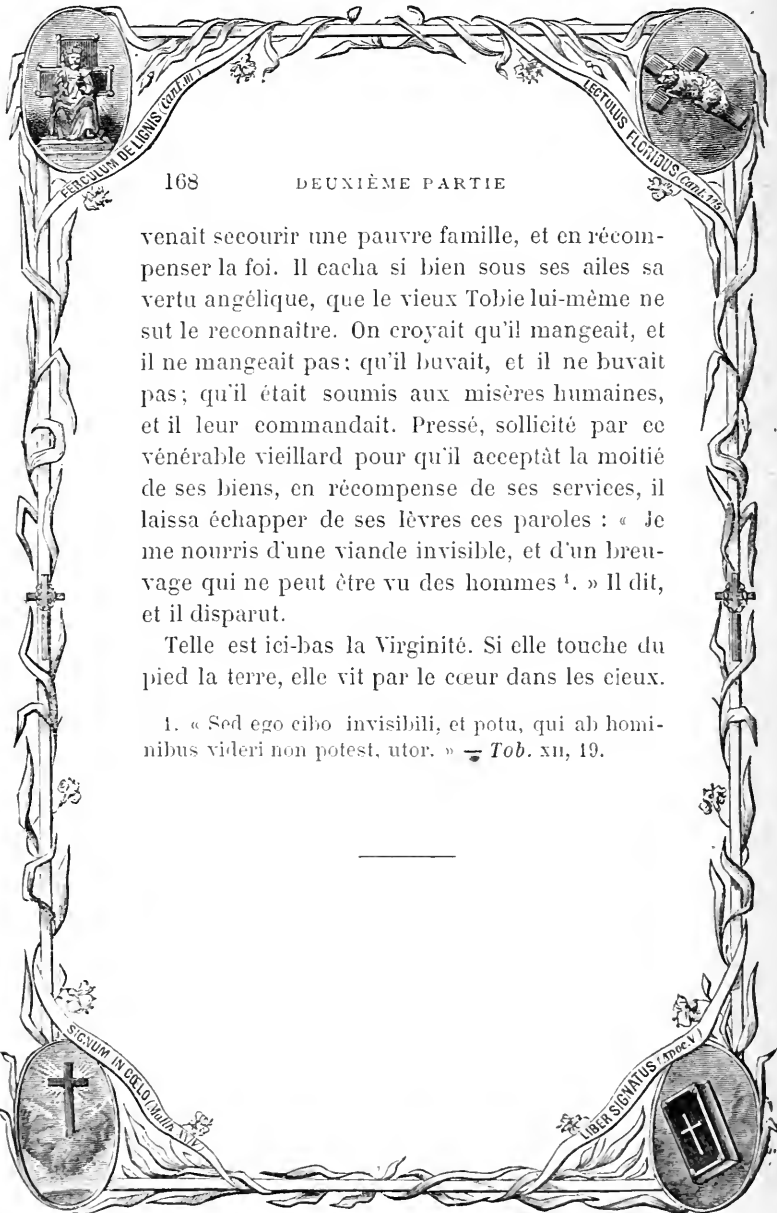 FERCULUM DE LIGNIS (Cant. III)
LECTULUS FLORIDUS (Cant. 1 15)
168 DEUXIÈME PARTIE
venait secourir une pauvre famille, et en récom-
penser la foi. Il cacha si bien sous ses ailes sa
vertu angélique, que le vieux Tobie lui-même ne
sut le reconnaître. On croyait qu'il mangeait, et
il ne mangeait pas; qu'il buvait, et il ne buvait
pas; qu'il était soumis aux misères humaines,
et il leur commandait. Pressé, sollicité par ce
vénérable vieillard pour qu'il acceptât la moitié
de ses biens, en récompense de ses services, il
laissa échapper de ses lèvres ces paroles : « Je
me nourris d'une viande invisible, et d'un breu-
vage qui ne peut être vu des hommes ¹. » Il dit,
et il disparut.
Telle est ici-bas la Virginité. Si elle touche du
pied la terre, elle vit par le cœur dans les cieux.
1. « Sed ego cibo invisibili, et potu, qui ab homi-
nibus videri non potest, utor. » — Tob. XII, 19.
SIGNUM IN CŒLO (Matth.
LIBER SIGNATUS (Apoc. V)